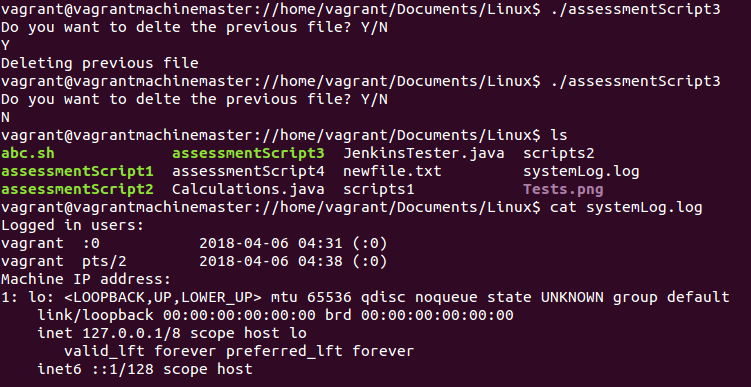 vagrant@vagrantmachinemaster://home/vagrant/Documents/Linux$ ./assessmentScript3
Do you want to delte the previous file? Y/N
Y
Deleting previous file
vagrant@vagrantmachinemaster://home/vagrant/Documents/Linux$ ./assessmentScript3
Do you want to delte the previous file? Y/N
N
vagrant@vagrantmachinemaster://home/vagrant/Documents/Linux$ ls
abc.sh             assessmentScript3  JenkinsTester.java  scripts2
assessmentScript1  assessmentScript4  newfile.txt         systemLog.log
assessmentScript2  Calculations.java  scripts1            Tests.png
vagrant@vagrantmachinemaster://home/vagrant/Documents/Linux$ cat systemLog.log
Logged in users:
vagrant  :0           2018-04-06 04:31 (:0)
vagrant  pts/2        2018-04-06 04:38 (:0)
Machine IP address:
1: lo: <LOOPBACK,UP,LOWER_UP> mtu 65536 qdisc noqueue state UNKNOWN group default
    link/loopback 00:00:00:00:00:00 brd 00:00:00:00:00:00
    inet 127.0.0.1/8 scope host lo
       valid_lft forever preferred_lft forever
    inet6 ::1/128 scope host